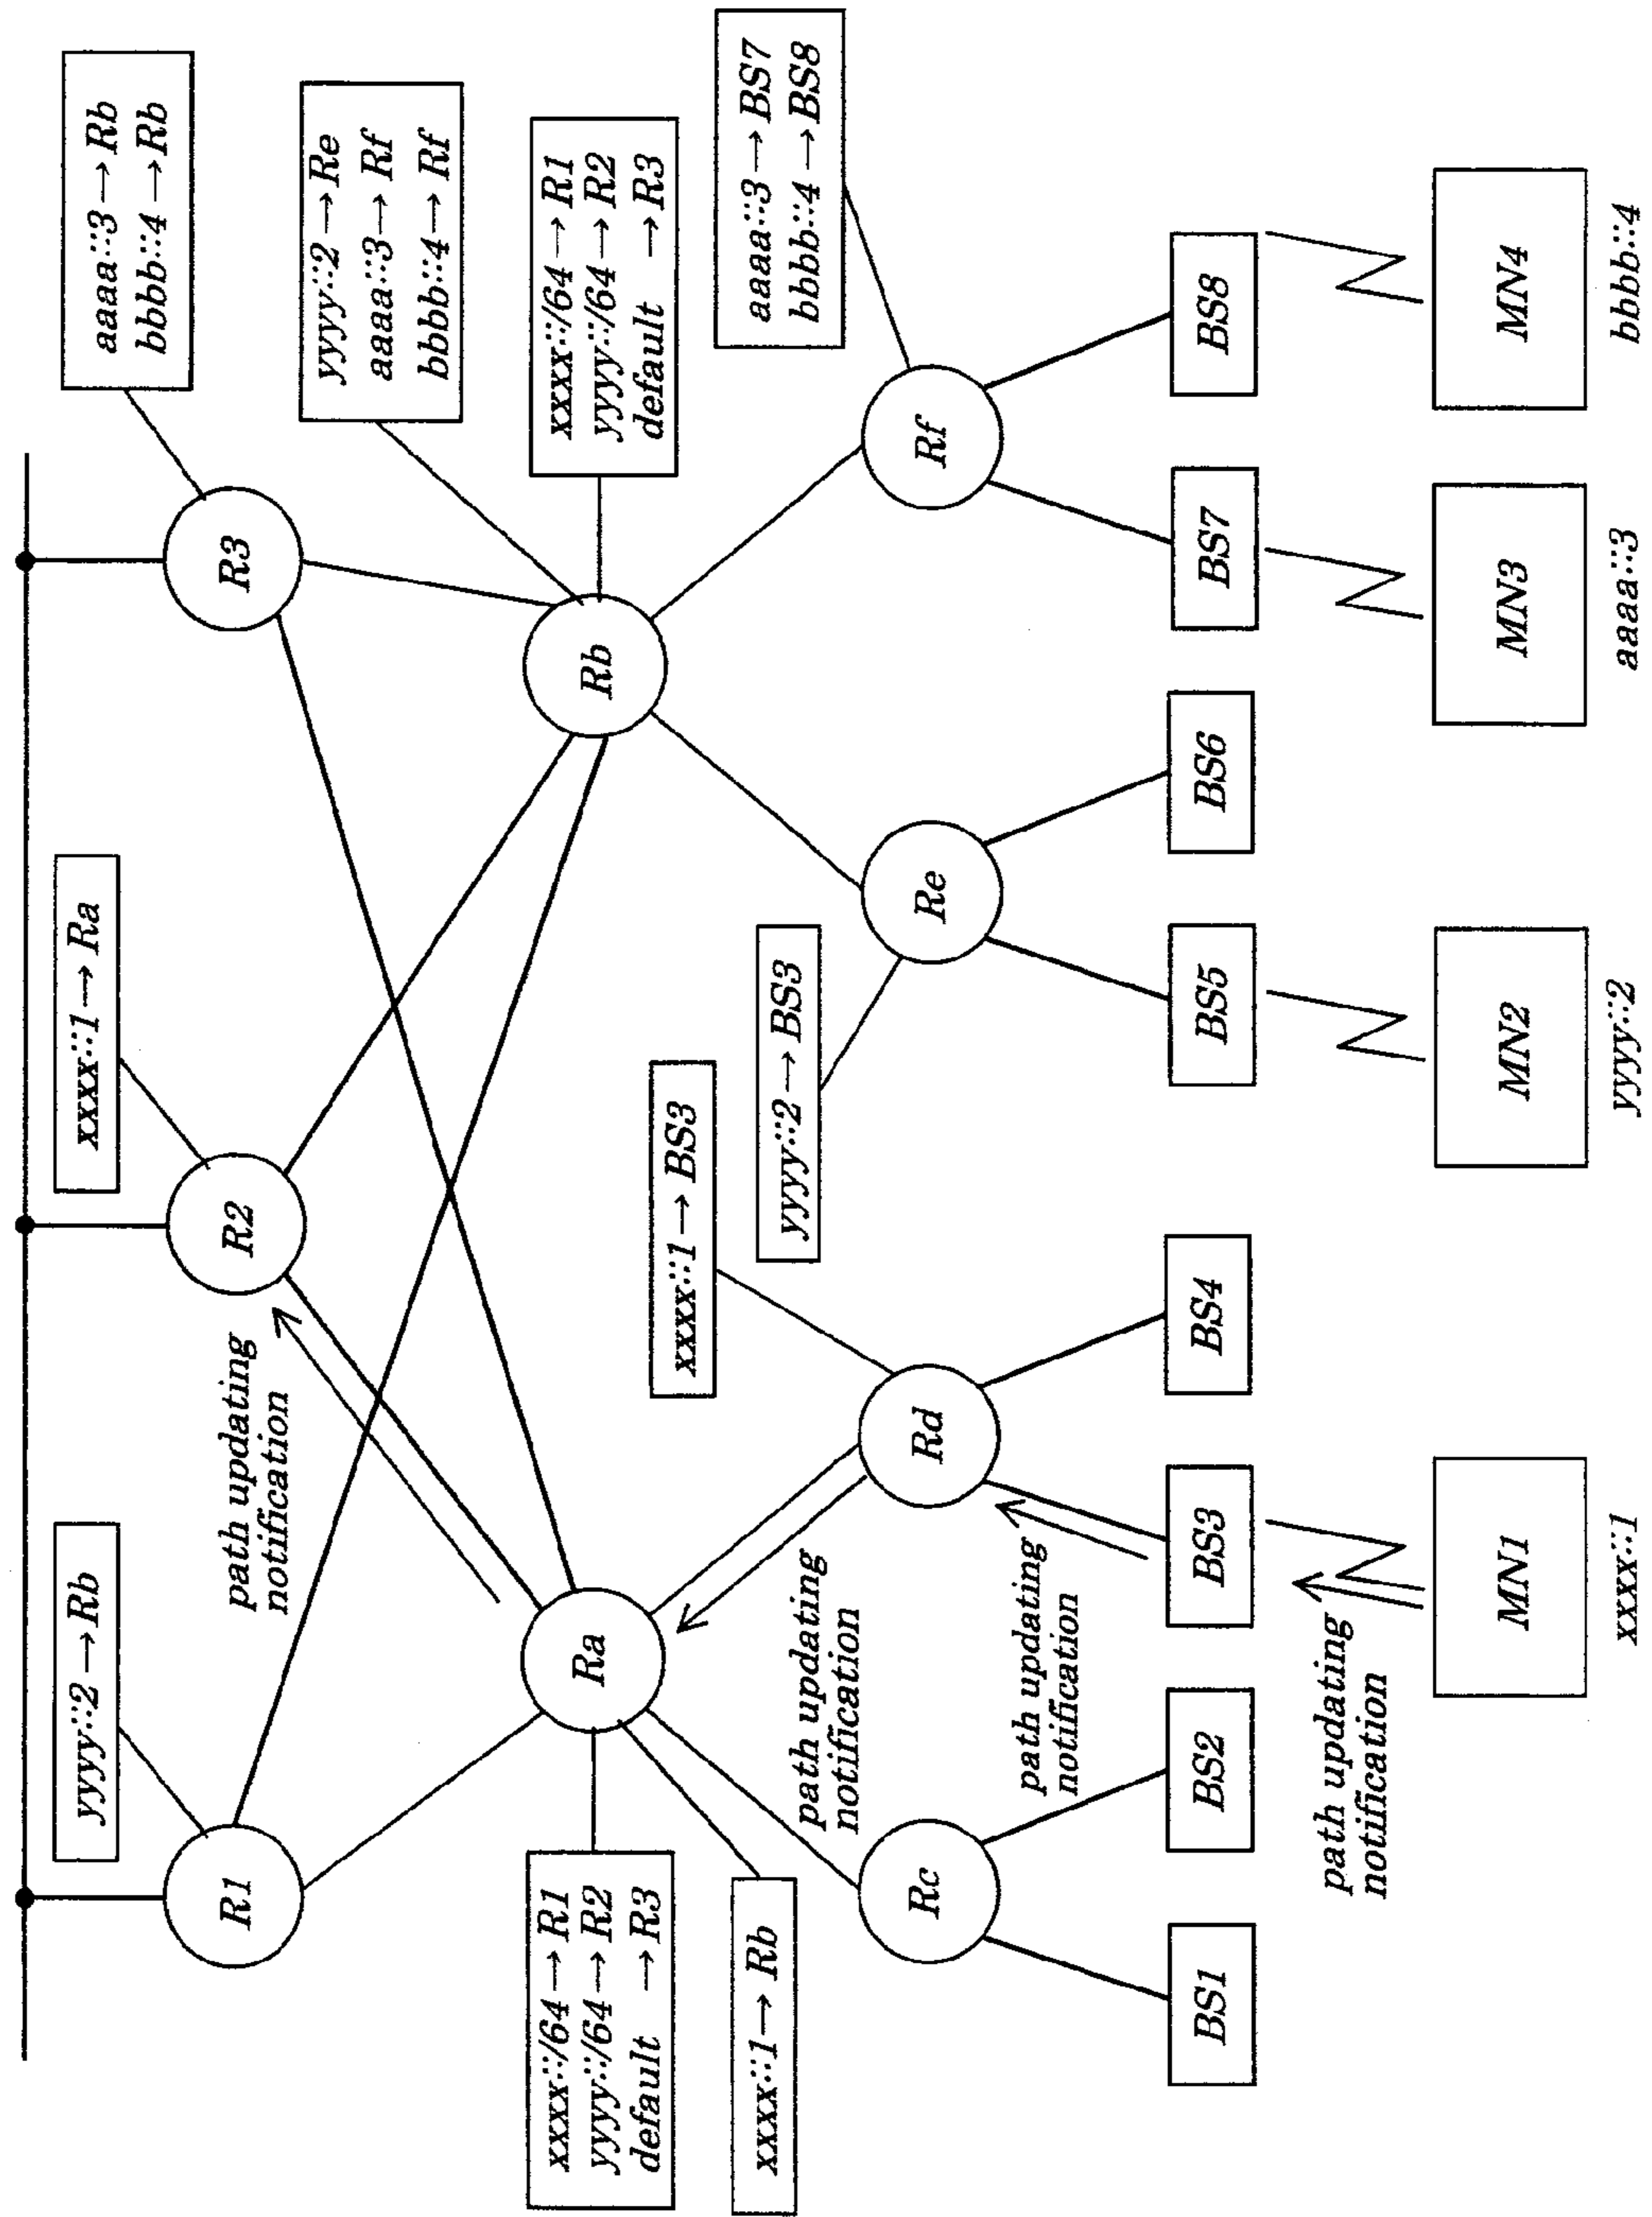 yyyy::2→Rb
xxxx::1→Ra
aaaa::3→Rb
bbbb::4→Rb
R1
R2
R3
path updating
notification
yyyy::2→Re
aaaa::3→Rf
bbbb::4→Rf
xxxx::/64→R1
yyyy::/64→R2
default →R3
Ra
Rb
xxxx::/64→R1
yyyy::/64→R2
default →R3
xxxx::1→Rb
path updating
notification
xxxx::1→BS3
yyyy::2→BS3
aaaa::3→BS7
bbbb::4→BS8
Rc
Rd
Re
Rf
path updating
notification
BS1
BS2
BS3
BS4
BS5
BS6
BS7
BS8
path updating
notification
MN1
MN2
MN3
MN4
xxxx::1
yyyy::2
aaaa::3
bbbb::4